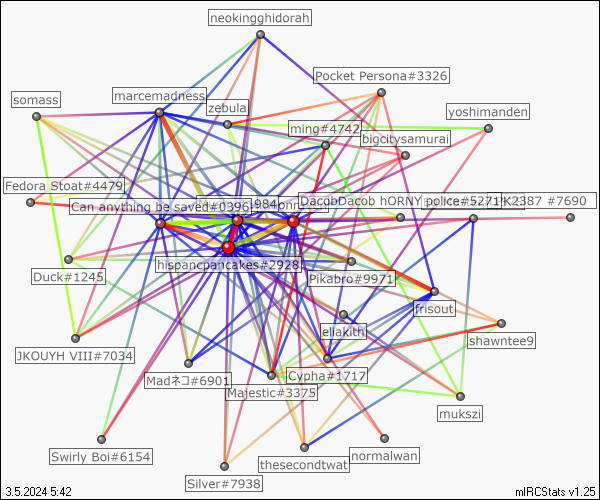 neokingghidorah
Pocket Persona#3326
somass
marcemadness
zebula
yoshimanden
ming#4742
bigcitysamurai
Fedora Stoat#4479
Can anything be saved#0396
1984
DacobDacob hORNY police#5271
#7690
hispancpancakes#2928
Duck#1245
Pikabro#9971
frisout
eliakith
shawntee9
JKOUYH VIII#7034
Cypha#1717
Madネコ#6901
Majestic#3375
mukszi
Swirly Boi#6154
thesecondtwat
normalwan
Silver#7938
3.5.2024 5:42
mIRCStats v1.25